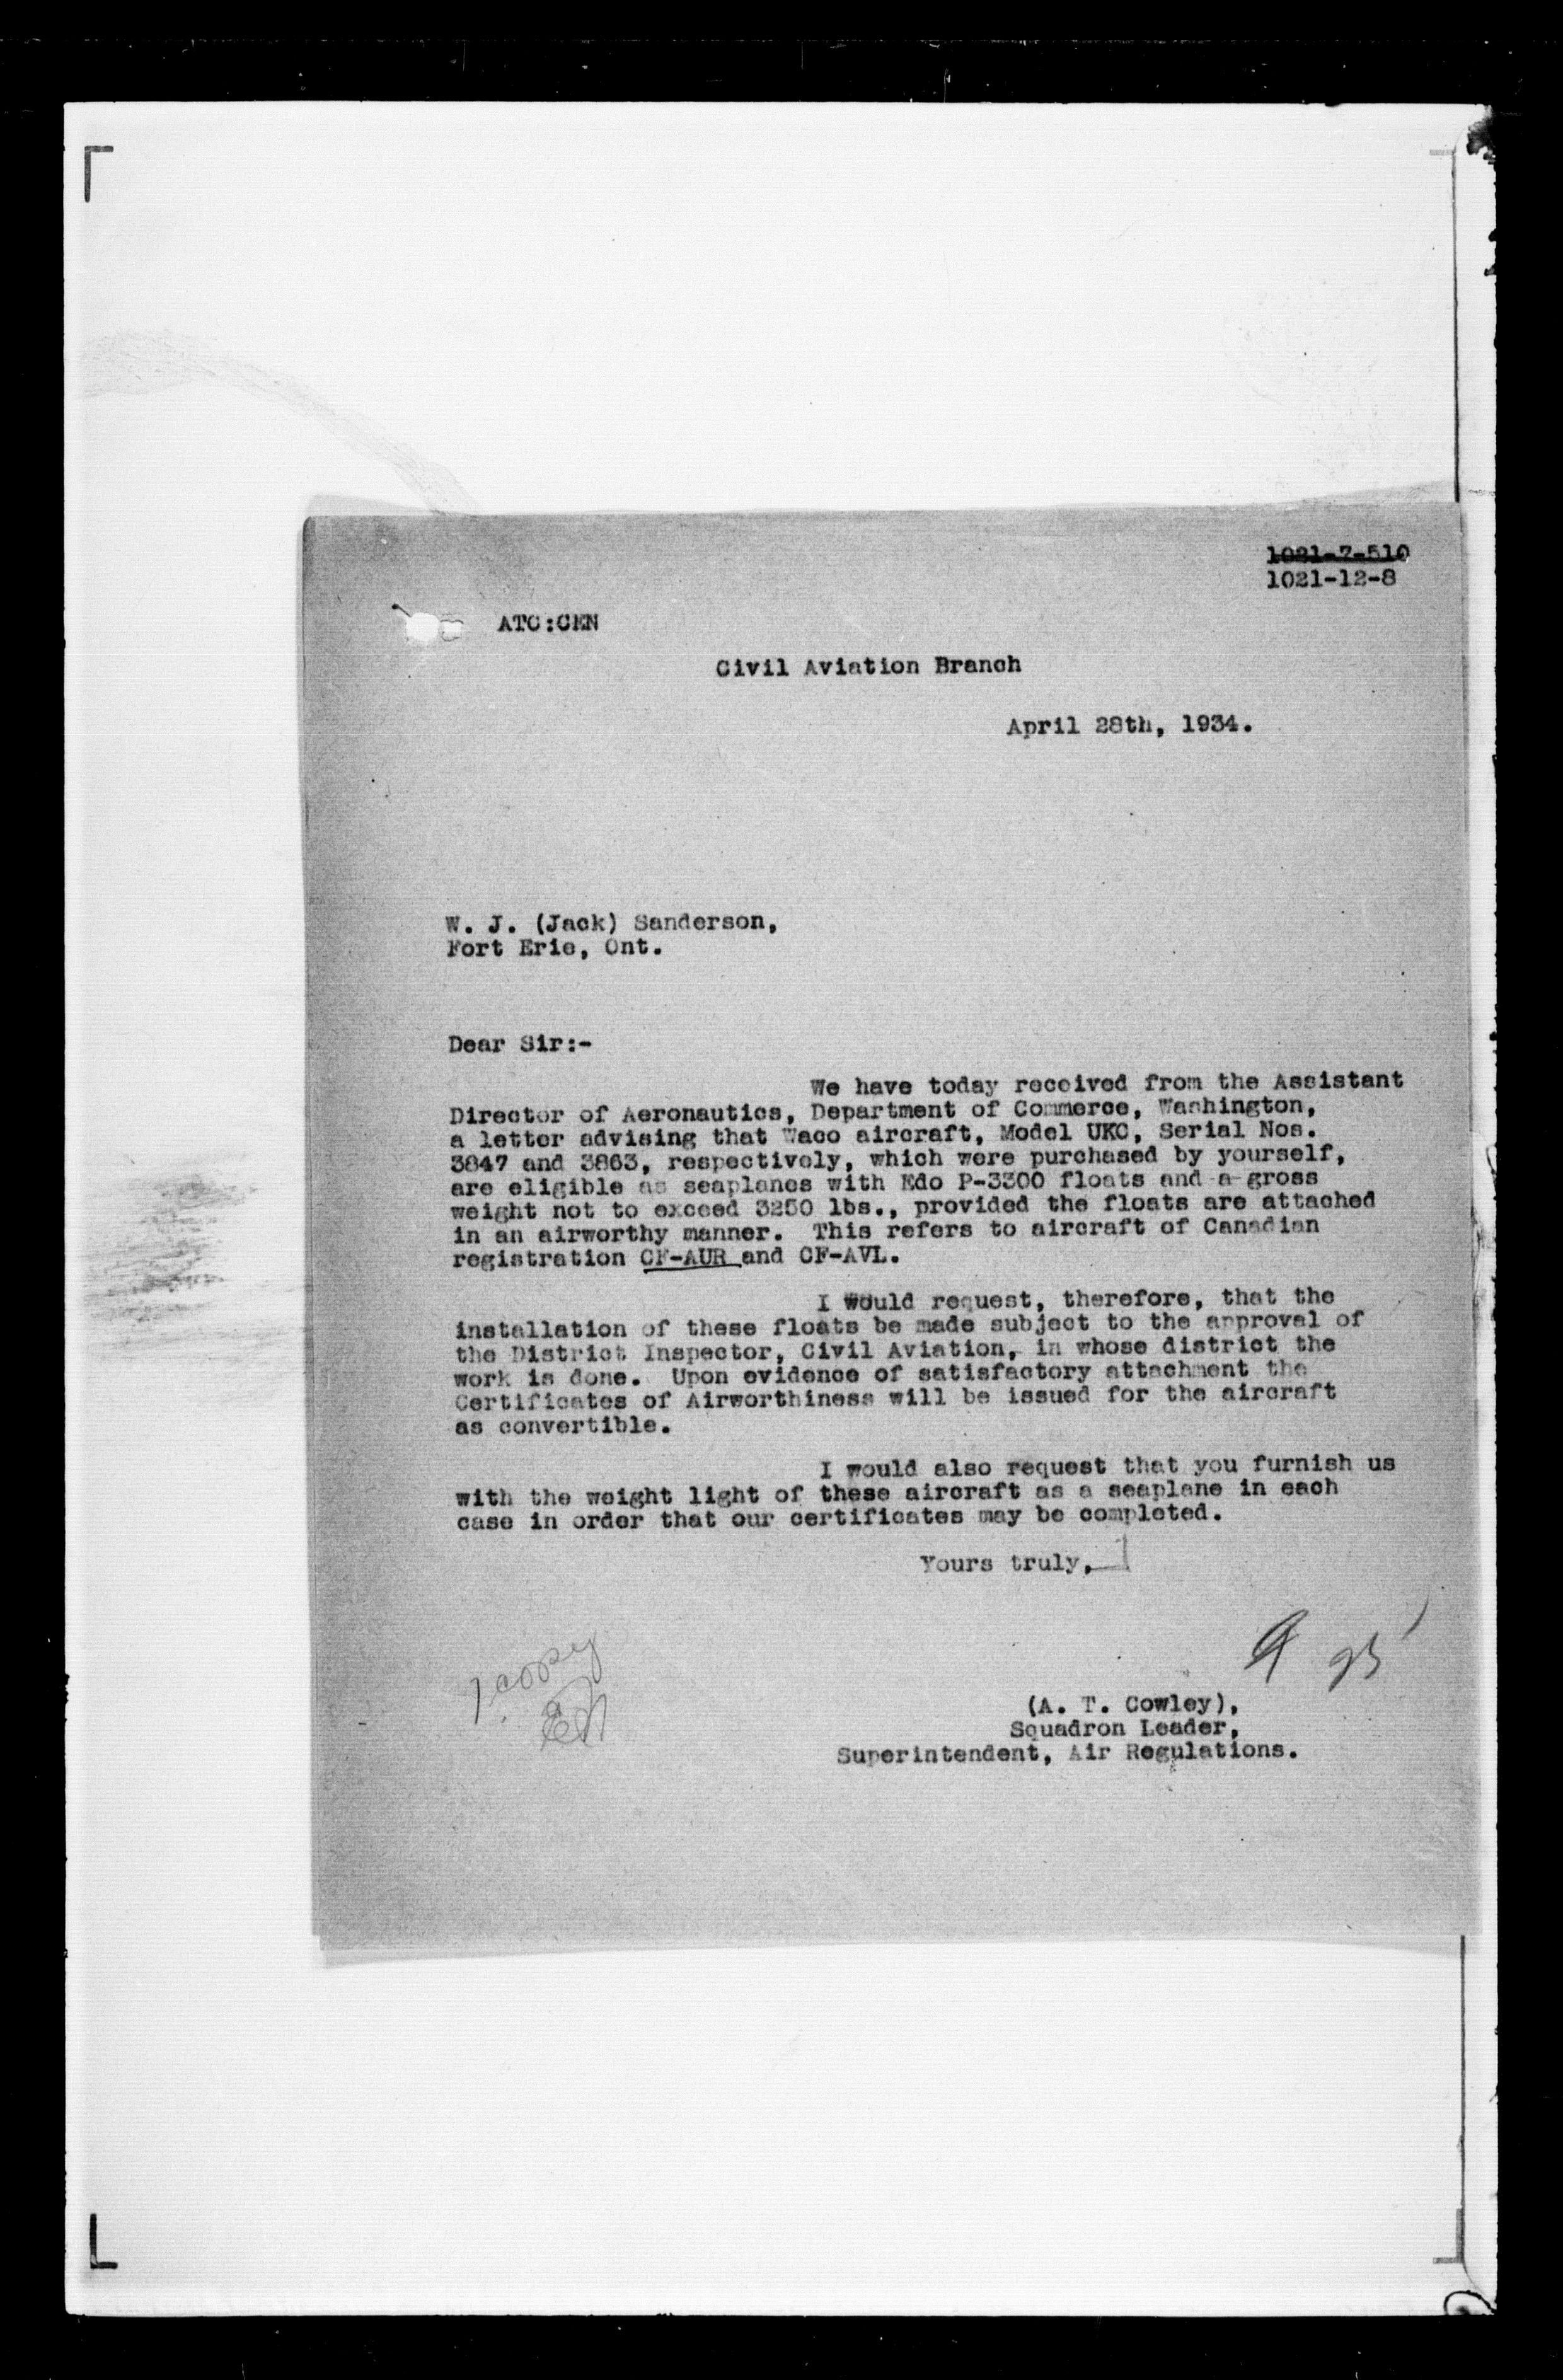 1021-7-510
1021-12-8
ATC:CEN
Civil Aviation Branch
April 28th, 1934.
W. J. (Jack) Sanderson,
Fort Erie, Ont.
Dear Sir:-
We have today received from the Assistant
Director of Aeronautics, Department of Commerce, Washington,
a letter advising that Waco aircraft, Model UKC, Serial Nos.
3847 and 3863, respectively, which were purchased by yourself,
are eligible as seaplanes with Edo P-3300 floats and a gross
weight not to exceed 3250 lbs., provided the floats are attached
in an airworthy manner. This refers to aircraft of Canadian
registration CF-AUR and CF-AVL.
I would request, therefore, that the
installation of these floats be made subject to the approval of
the District Inspector, Civil Aviation, in whose district the
work is done. Upon evidence of satisfactory attachment the
Certificates of Airworthiness will be issued for the aircraft
as convertible.
I would also request that you furnish us
with the weight light of these aircraft as a seaplane in each
case in order that our certificates may be completed.
Yours truly,
1 copy
(A. T. Cowley),
Squadron Leader,
Superintendent, Air Regulations.